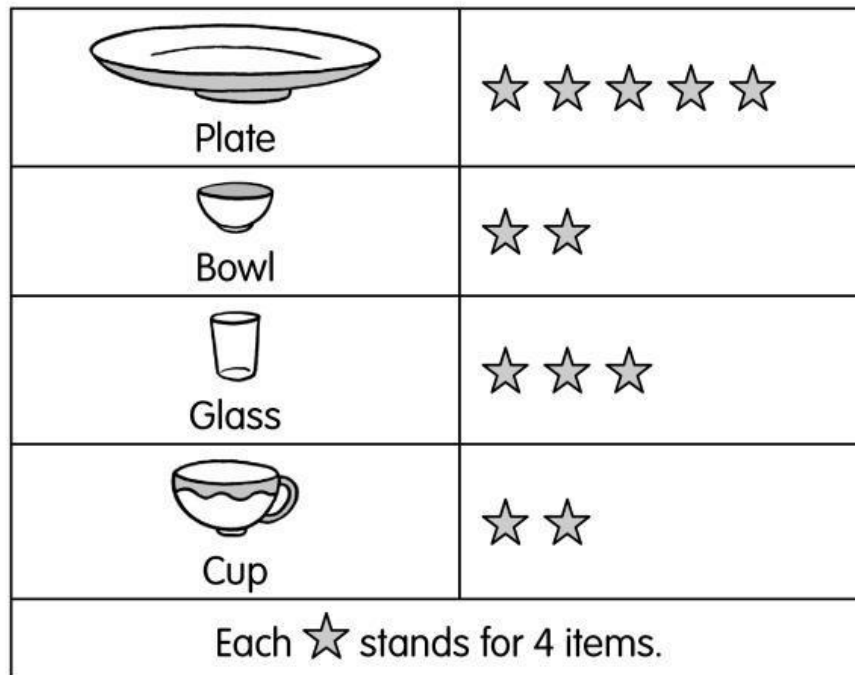 Plate
Bowl
Glass
Cup
Each ☆ stands for 4 items.